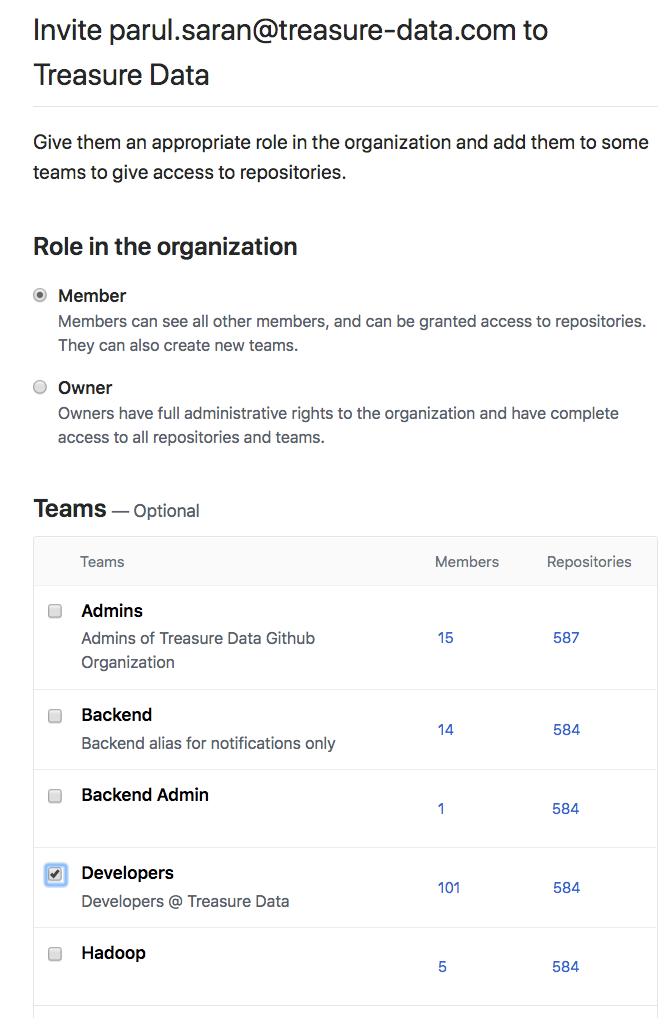 Invite parul.saran@treasure-data.com to
Treasure Data
Give them an appropriate role in the organization and add them to some
teams to give access to repositories.
Role in the organization
Member
Members can see all other members, and can be granted access to repositories.
They can also create new teams.
Owner
Owners have full administrative rights to the organization and have complete
access to all repositories and teams.
Teams — Optional
Teams Members Repositories
Admins
Admins of Treasure Data Github
Organization
15 587
Backend
Backend alias for notifications only
14 584
Backend Admin
1 584
Developers
Developers @ Treasure Data
101 584
Hadoop
5 584